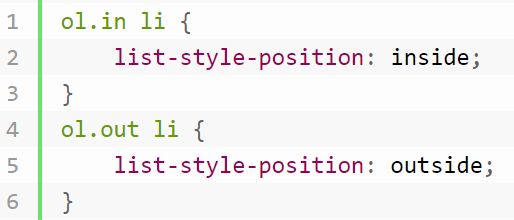 1 ol.in li {
2     list-style-position: inside;
3 }
4 ol.out li {
5     list-style-position: outside;
6 }